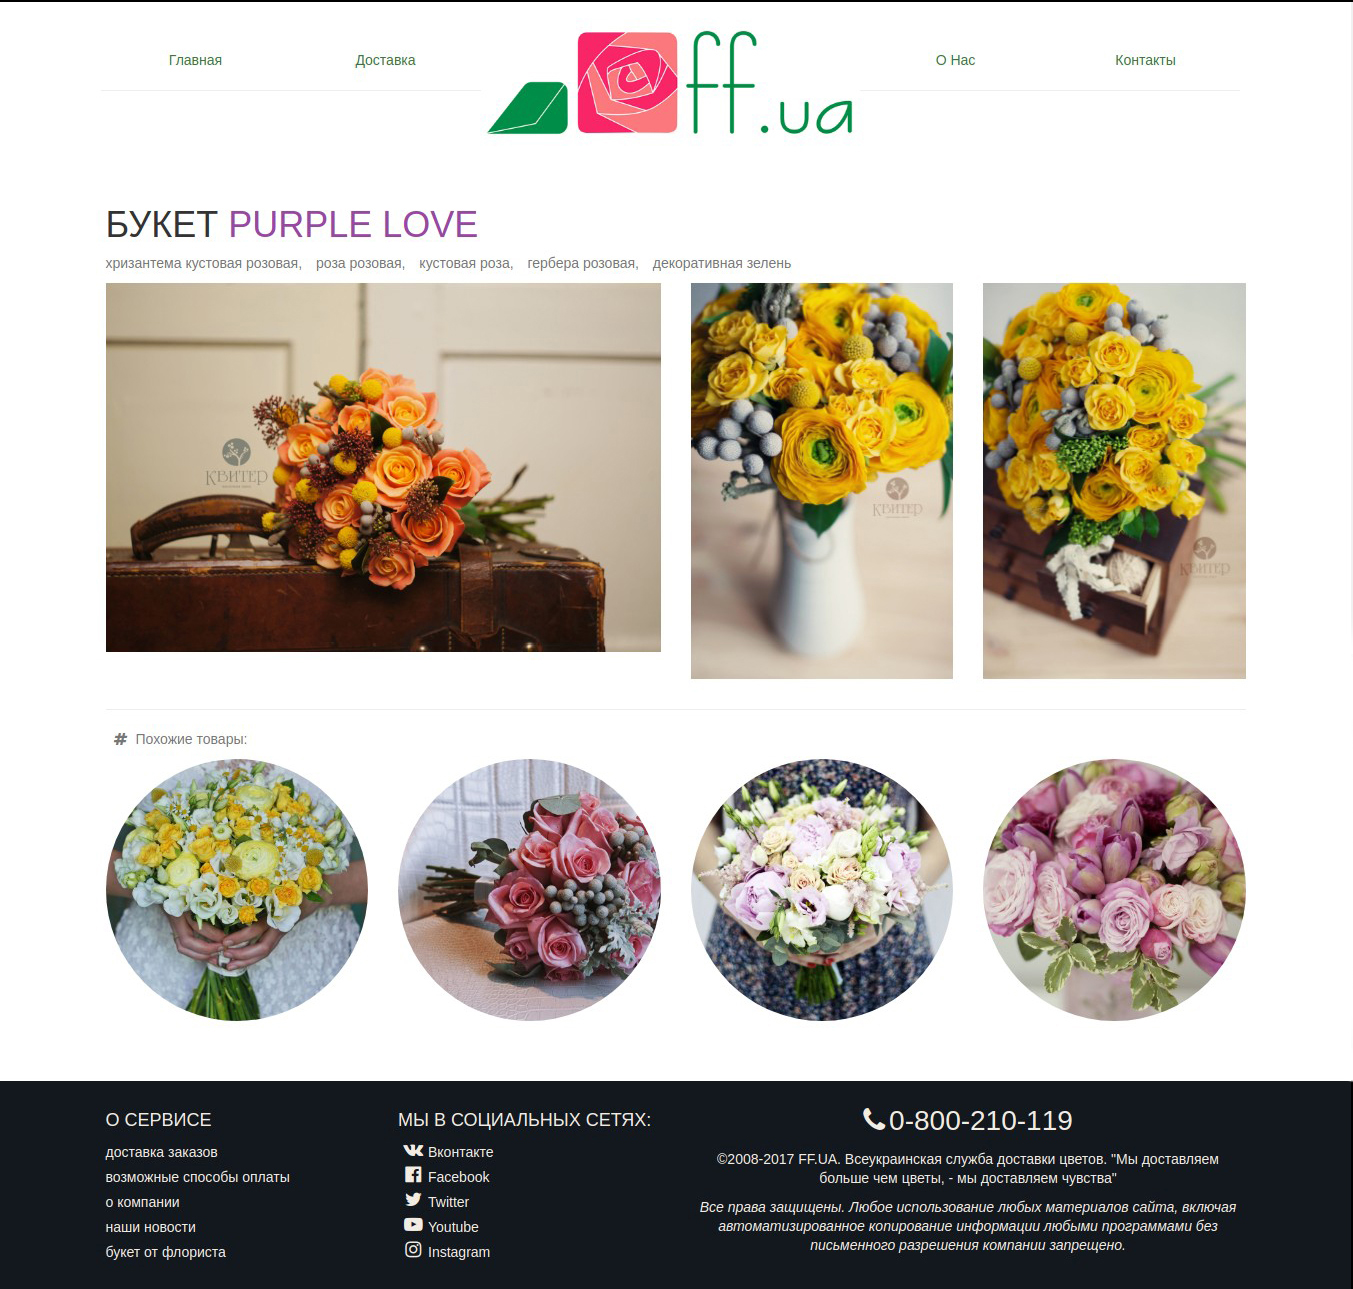 Главная
Доставка
ff.ua
О Нас
Контакты
БУКЕТ PURPLE LOVE
хризантема кустовая розовая, роза розовая, кустовая роза, гербера розовая, декоративная зелень
КВИТЕР
КВИТЕР
КВИТЕР
# Похожие товары:
О СЕРВИСЕ
доставка заказов
возможные способы оплаты
о компании
наши новости
букет от флориста
МЫ В СОЦИАЛЬНЫХ СЕТЯХ:
Вконтакте
Facebook
Twitter
Youtube
Instagram
0-800-210-119
©2008-2017 FF.UA. Всеукраинская служба доставки цветов. "Мы доставляем
больше чем цветы, - мы доставляем чувства"
Все права защищены. Любое использование любых материалов сайта, включая
автоматизированное копирование информации любыми программами без
письменного разрешения компании запрещено.